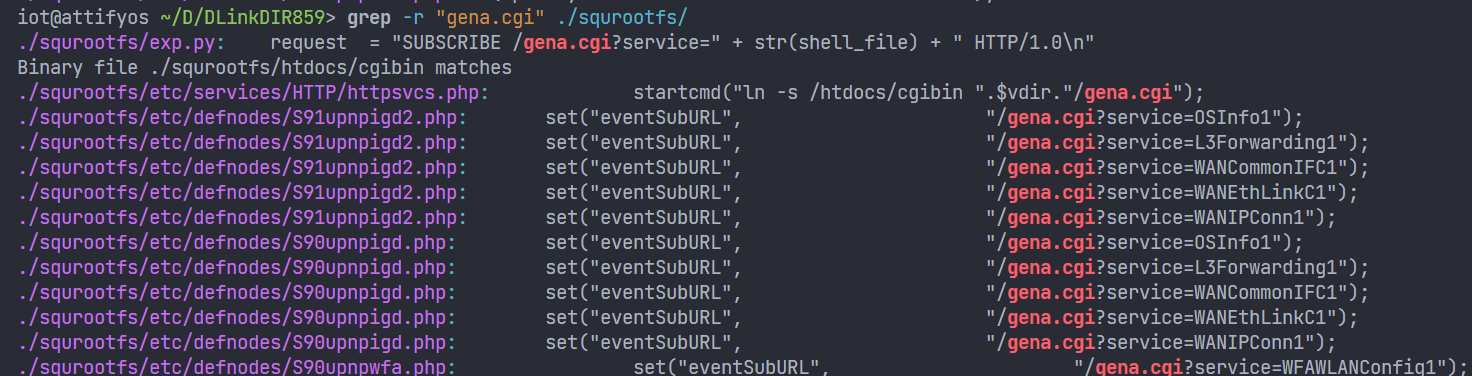 iot@attifyos ~/D/DLinkDIR859> grep -r "gena.cgi" ./squrootfs/
./squrootfs/exp.py:    request  = "SUBSCRIBE /gena.cgi?service=" + str(shell_file) + " HTTP/1.0\n"
Binary file ./squrootfs/htdocs/cgibin matches
./squrootfs/etc/services/HTTP/httpsvcs.php:             startcmd("ln -s /htdocs/cgibin ".$vdir."/gena.cgi");
./squrootfs/etc/defnodes/S91upnpigd2.php:       set("eventSubURL",                      "/gena.cgi?service=OSInfo1");
./squrootfs/etc/defnodes/S91upnpigd2.php:       set("eventSubURL",                      "/gena.cgi?service=L3Forwarding1");
./squrootfs/etc/defnodes/S91upnpigd2.php:       set("eventSubURL",                      "/gena.cgi?service=WANCommonIFC1");
./squrootfs/etc/defnodes/S91upnpigd2.php:       set("eventSubURL",                      "/gena.cgi?service=WANEthLinkC1");
./squrootfs/etc/defnodes/S91upnpigd2.php:       set("eventSubURL",                      "/gena.cgi?service=WANIPConn1");
./squrootfs/etc/defnodes/S90upnpigd.php:        set("eventSubURL",                      "/gena.cgi?service=OSInfo1");
./squrootfs/etc/defnodes/S90upnpigd.php:        set("eventSubURL",                      "/gena.cgi?service=L3Forwarding1");
./squrootfs/etc/defnodes/S90upnpigd.php:        set("eventSubURL",                      "/gena.cgi?service=WANCommonIFC1");
./squrootfs/etc/defnodes/S90upnpigd.php:        set("eventSubURL",                      "/gena.cgi?service=WANEthLinkC1");
./squrootfs/etc/defnodes/S90upnpigd.php:        set("eventSubURL",                      "/gena.cgi?service=WANIPConn1");
./squrootfs/etc/defnodes/S90upnpwfa.php:                set("eventSubURL",                      "/gena.cgi?service=WFAWLANConfig1");